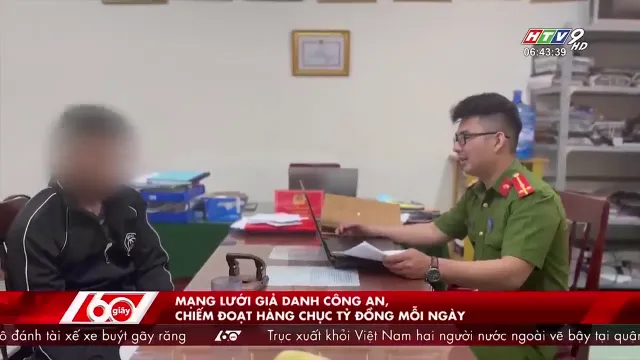 HTV9 HD
06:43:39
60 giây
MẠNG LƯỚI GIẢ DANH CÔNG AN,
CHIẾM ĐOẠT HÀNG CHỤC TỶ ĐỒNG MỖI NGÀY
ô đánh tài xế xe buýt gãy răng Trục xuất khỏi Việt Nam hai người nước ngoài vẽ bậy tại quận